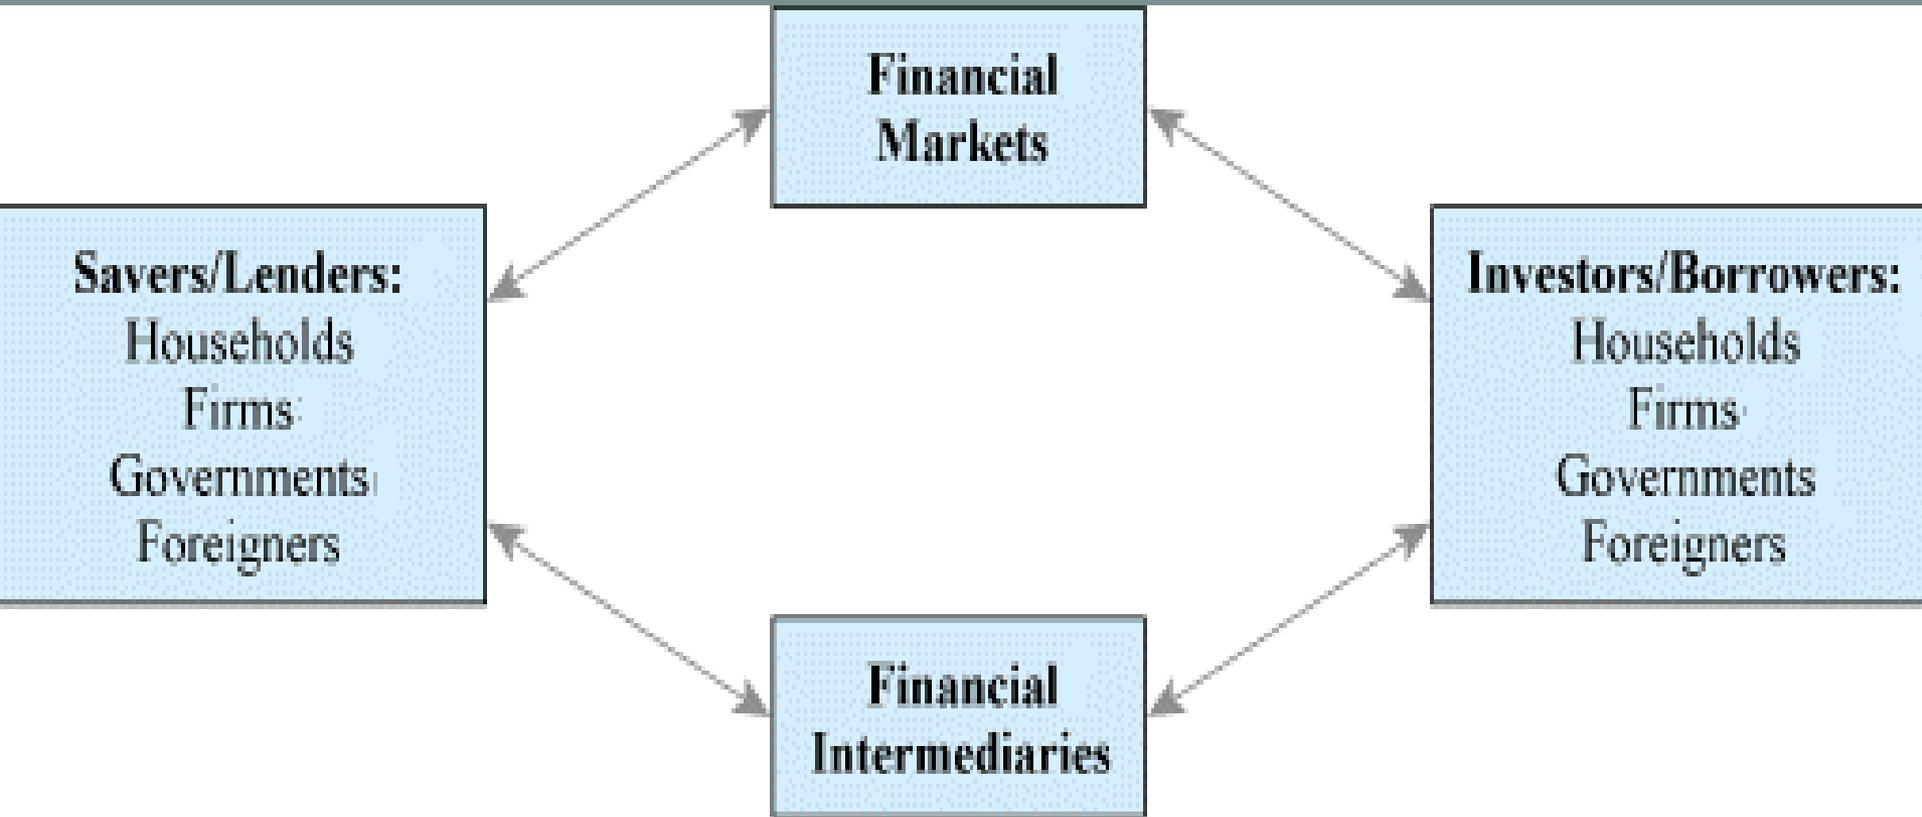 Financial
Markets
Savers/Lenders:
Households
Firms
Governments
Foreigners
Investors/Borrowers:
Households
Firms
Governments
Foreigners
Financial
Intermediaries